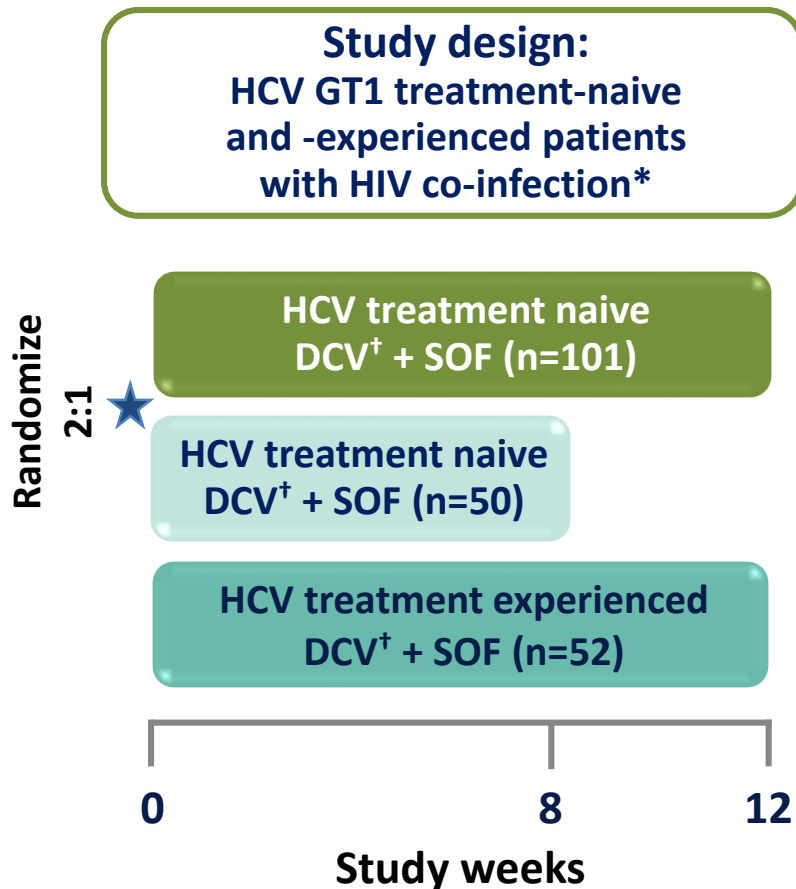 Study design:
HCV GT1 treatment-naive
and -experienced patients
with HIV co-infection*
Randomize
2:1
HCV treatment naive
DCV† + SOF (n=101)
HCV treatment naive
DCV† + SOF (n=50)
HCV treatment experienced
DCV† + SOF (n=52)
0 8 12
Study weeks